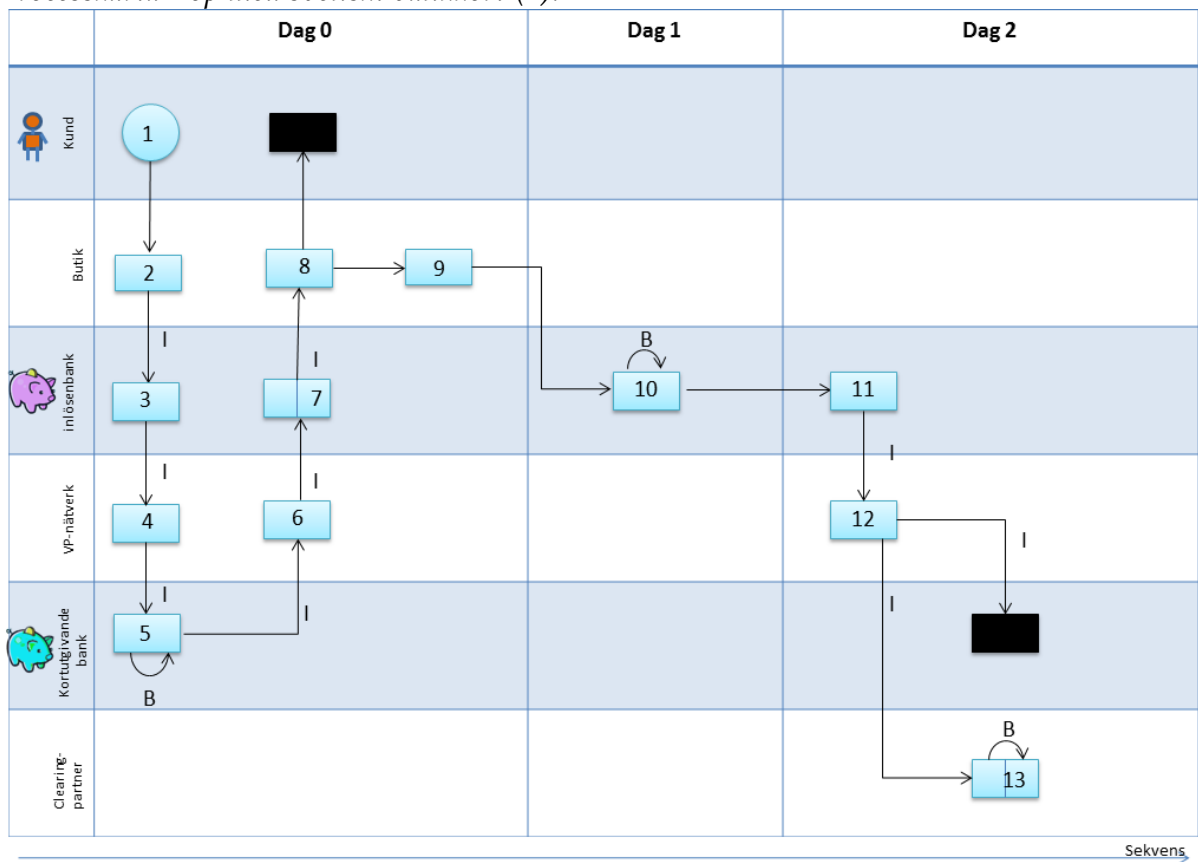 Dag 0 Dag 1 Dag 2
Kund
1
Butik
2
8
9
I
I
B
inlösenbank
3
7
10
11
I
I
I
VP-nätverk
4
6
12
I
I
I
I
Kortutgivande
bank
5
B
Clearing-
partner
B
13
Sekvens